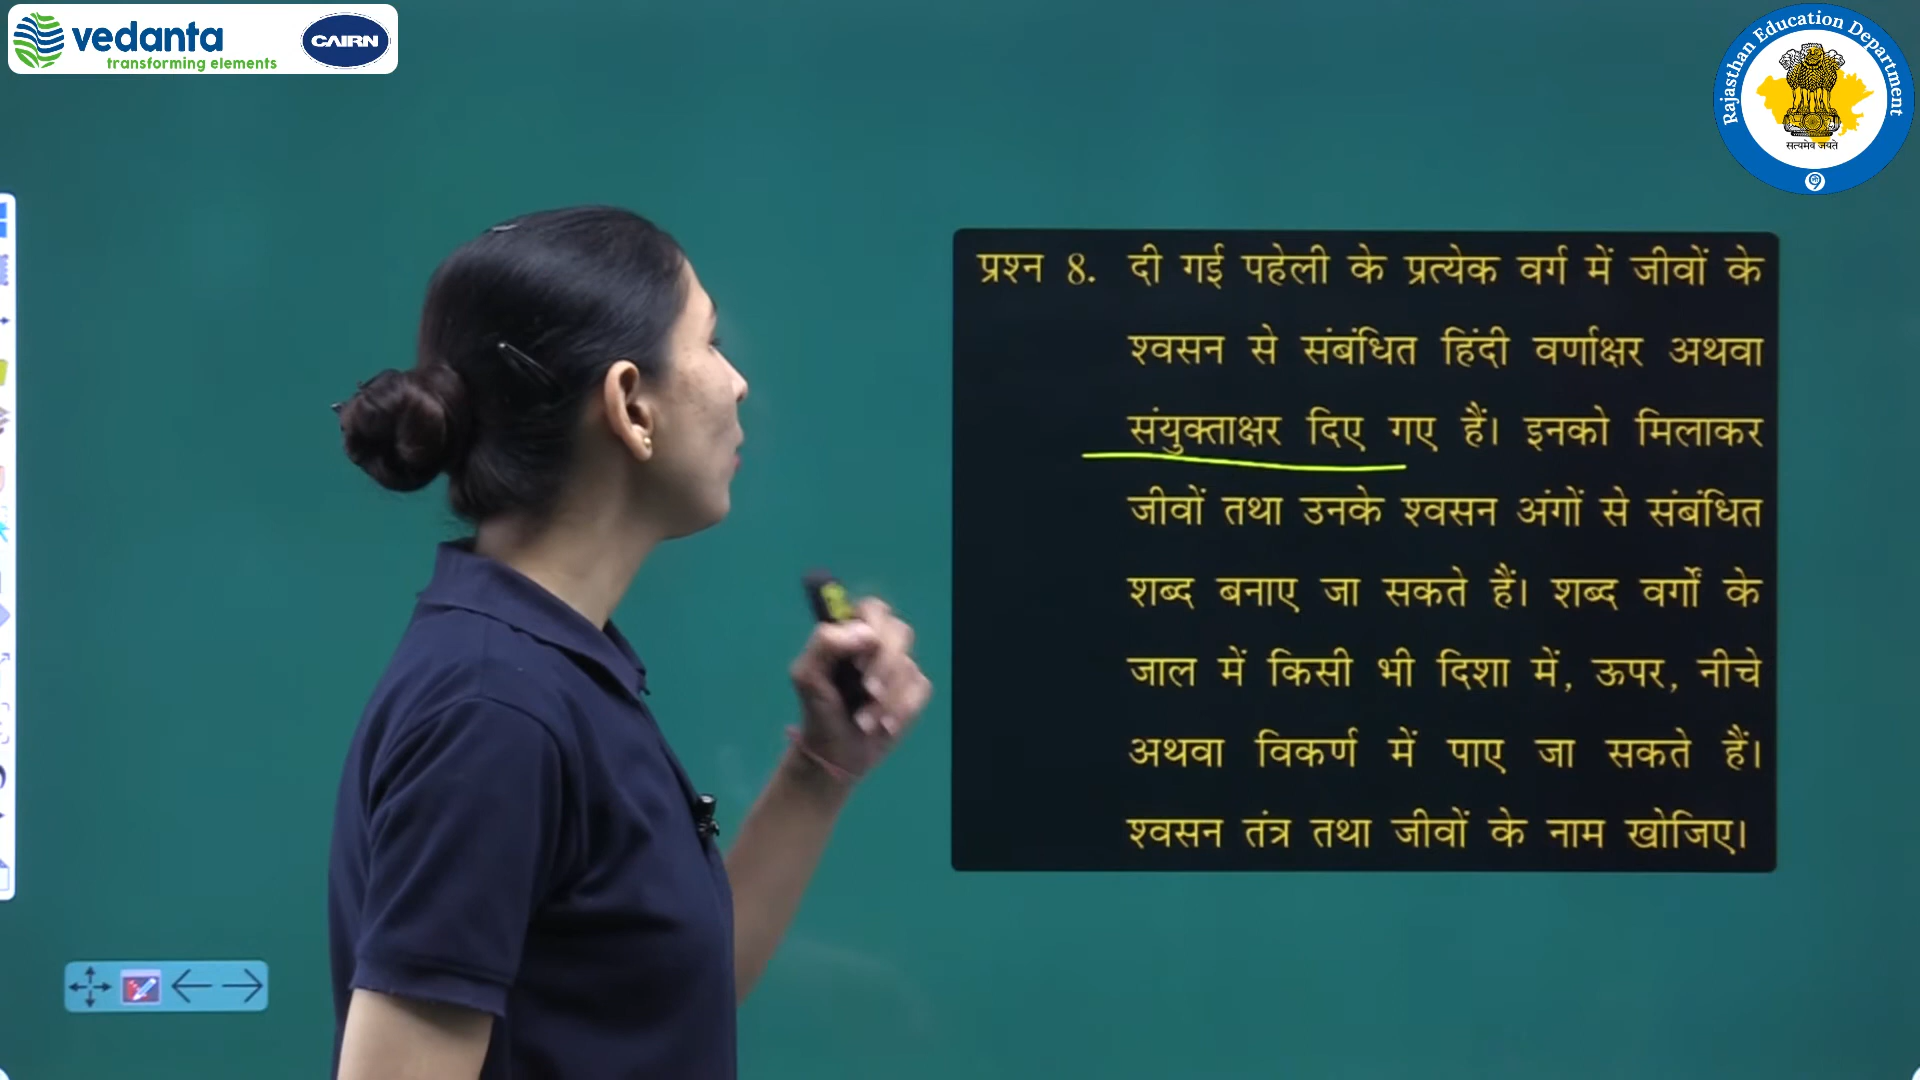 vedanta
transforming elements
CAIRN
Rajasthan Education Department
सत्यमेव जयते
प्रश्न 8. दी गई पहेली के प्रत्येक वर्ग में जीवों के
श्वसन से संबंधित हिंदी वर्णाक्षर अथवा
संयुक्ताक्षर दिए गए हैं। इनको मिलाकर
जीवों तथा उनके श्वसन अंगों से संबंधित
शब्द बनाए जा सकते हैं। शब्द वर्गों के
जाल में किसी भी दिशा में, ऊपर, नीचे
अथवा विकर्ण में पाए जा सकते हैं।
श्वसन तंत्र तथा जीवों के नाम खोजिए।